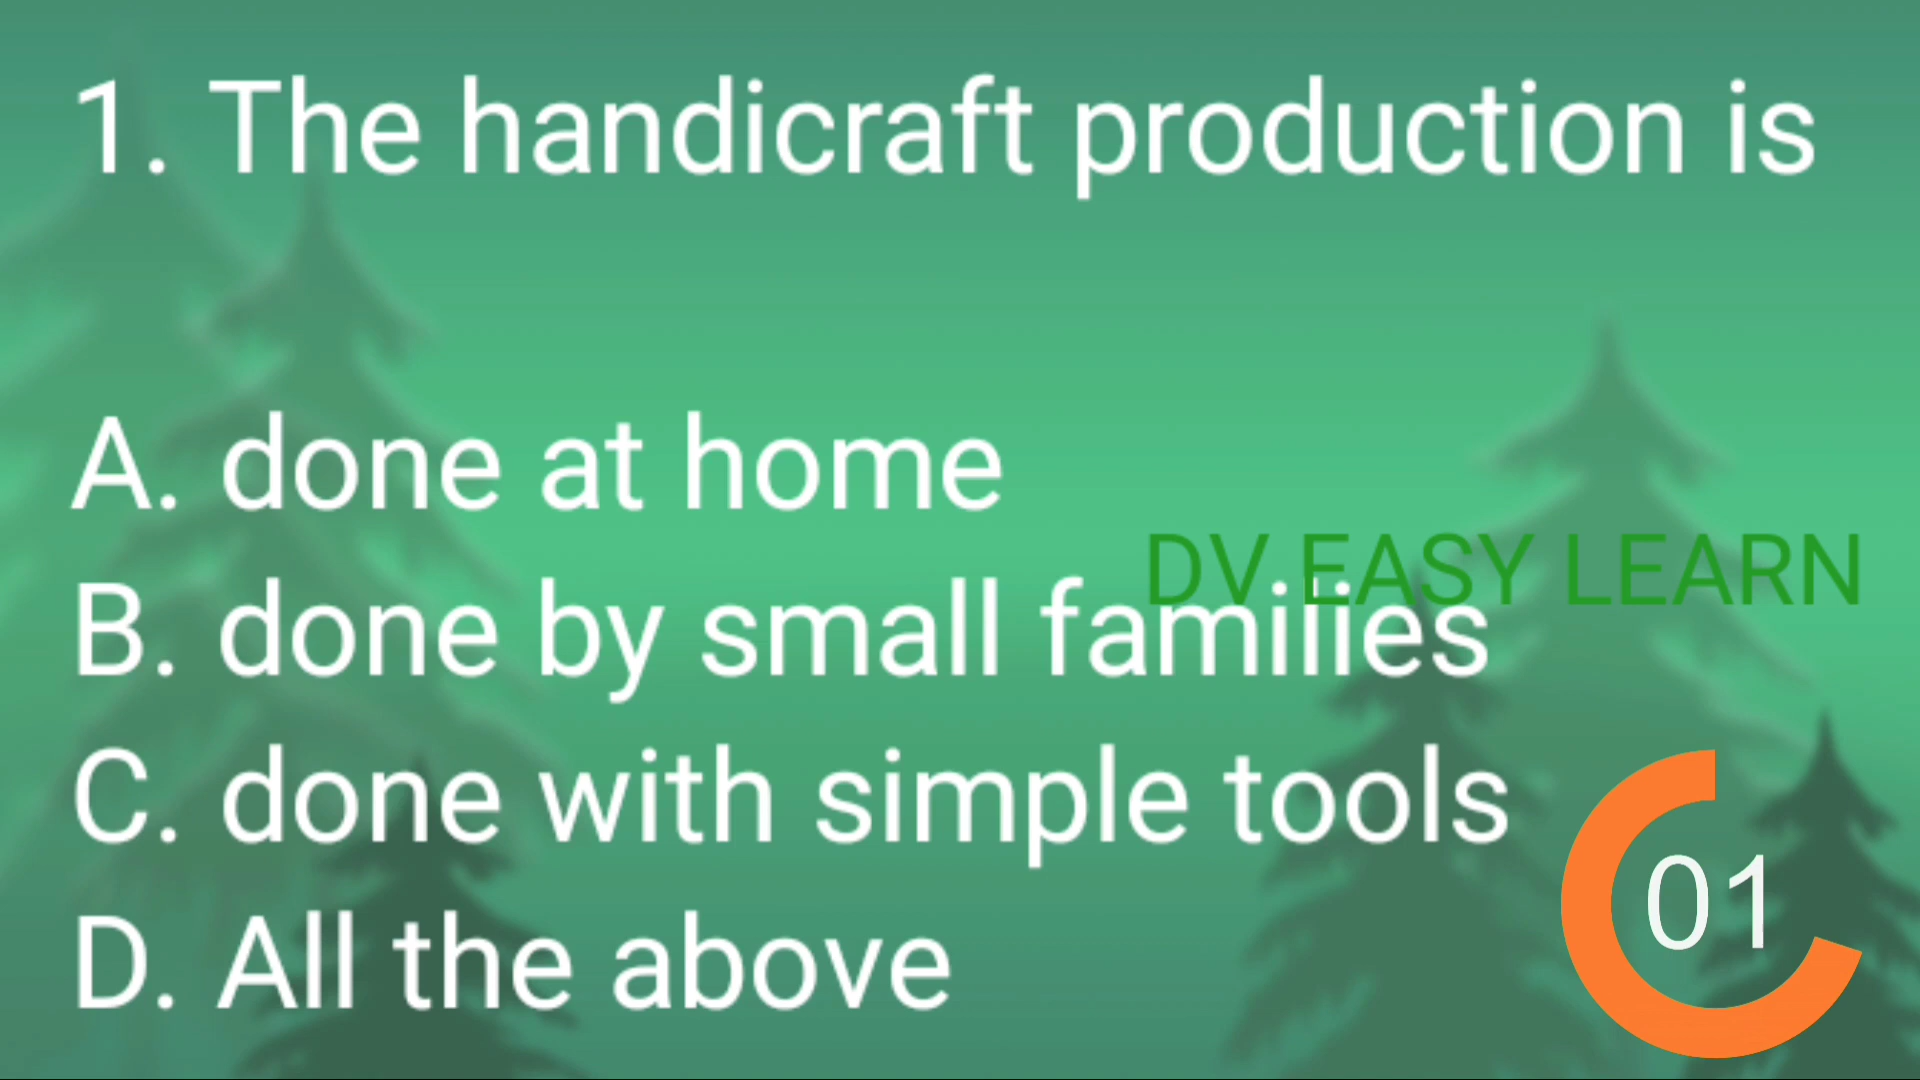 1. The handicraft production is
A. done at home
DV EASY LEARN
B. done by small families
C. done with simple tools
01
D. All the above